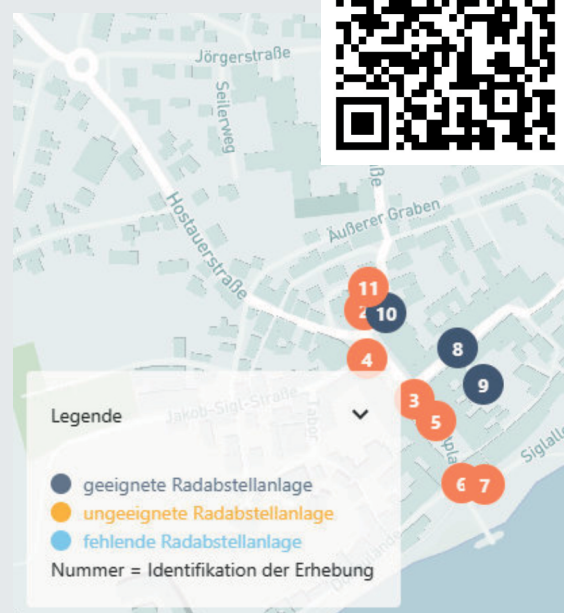 Jörgerstraße
Seilerweg
Hostauerstraße
Äußerer Graben
11
10
8
4
9
3
5
6
7
Legende
Jakob-Sigl-Straße
Tabor
geeignete Radabstellanlage
ungeeignete Radabstellanlage
fehlende Radabstellanlage
Nummer = Identifikation der Erhebung